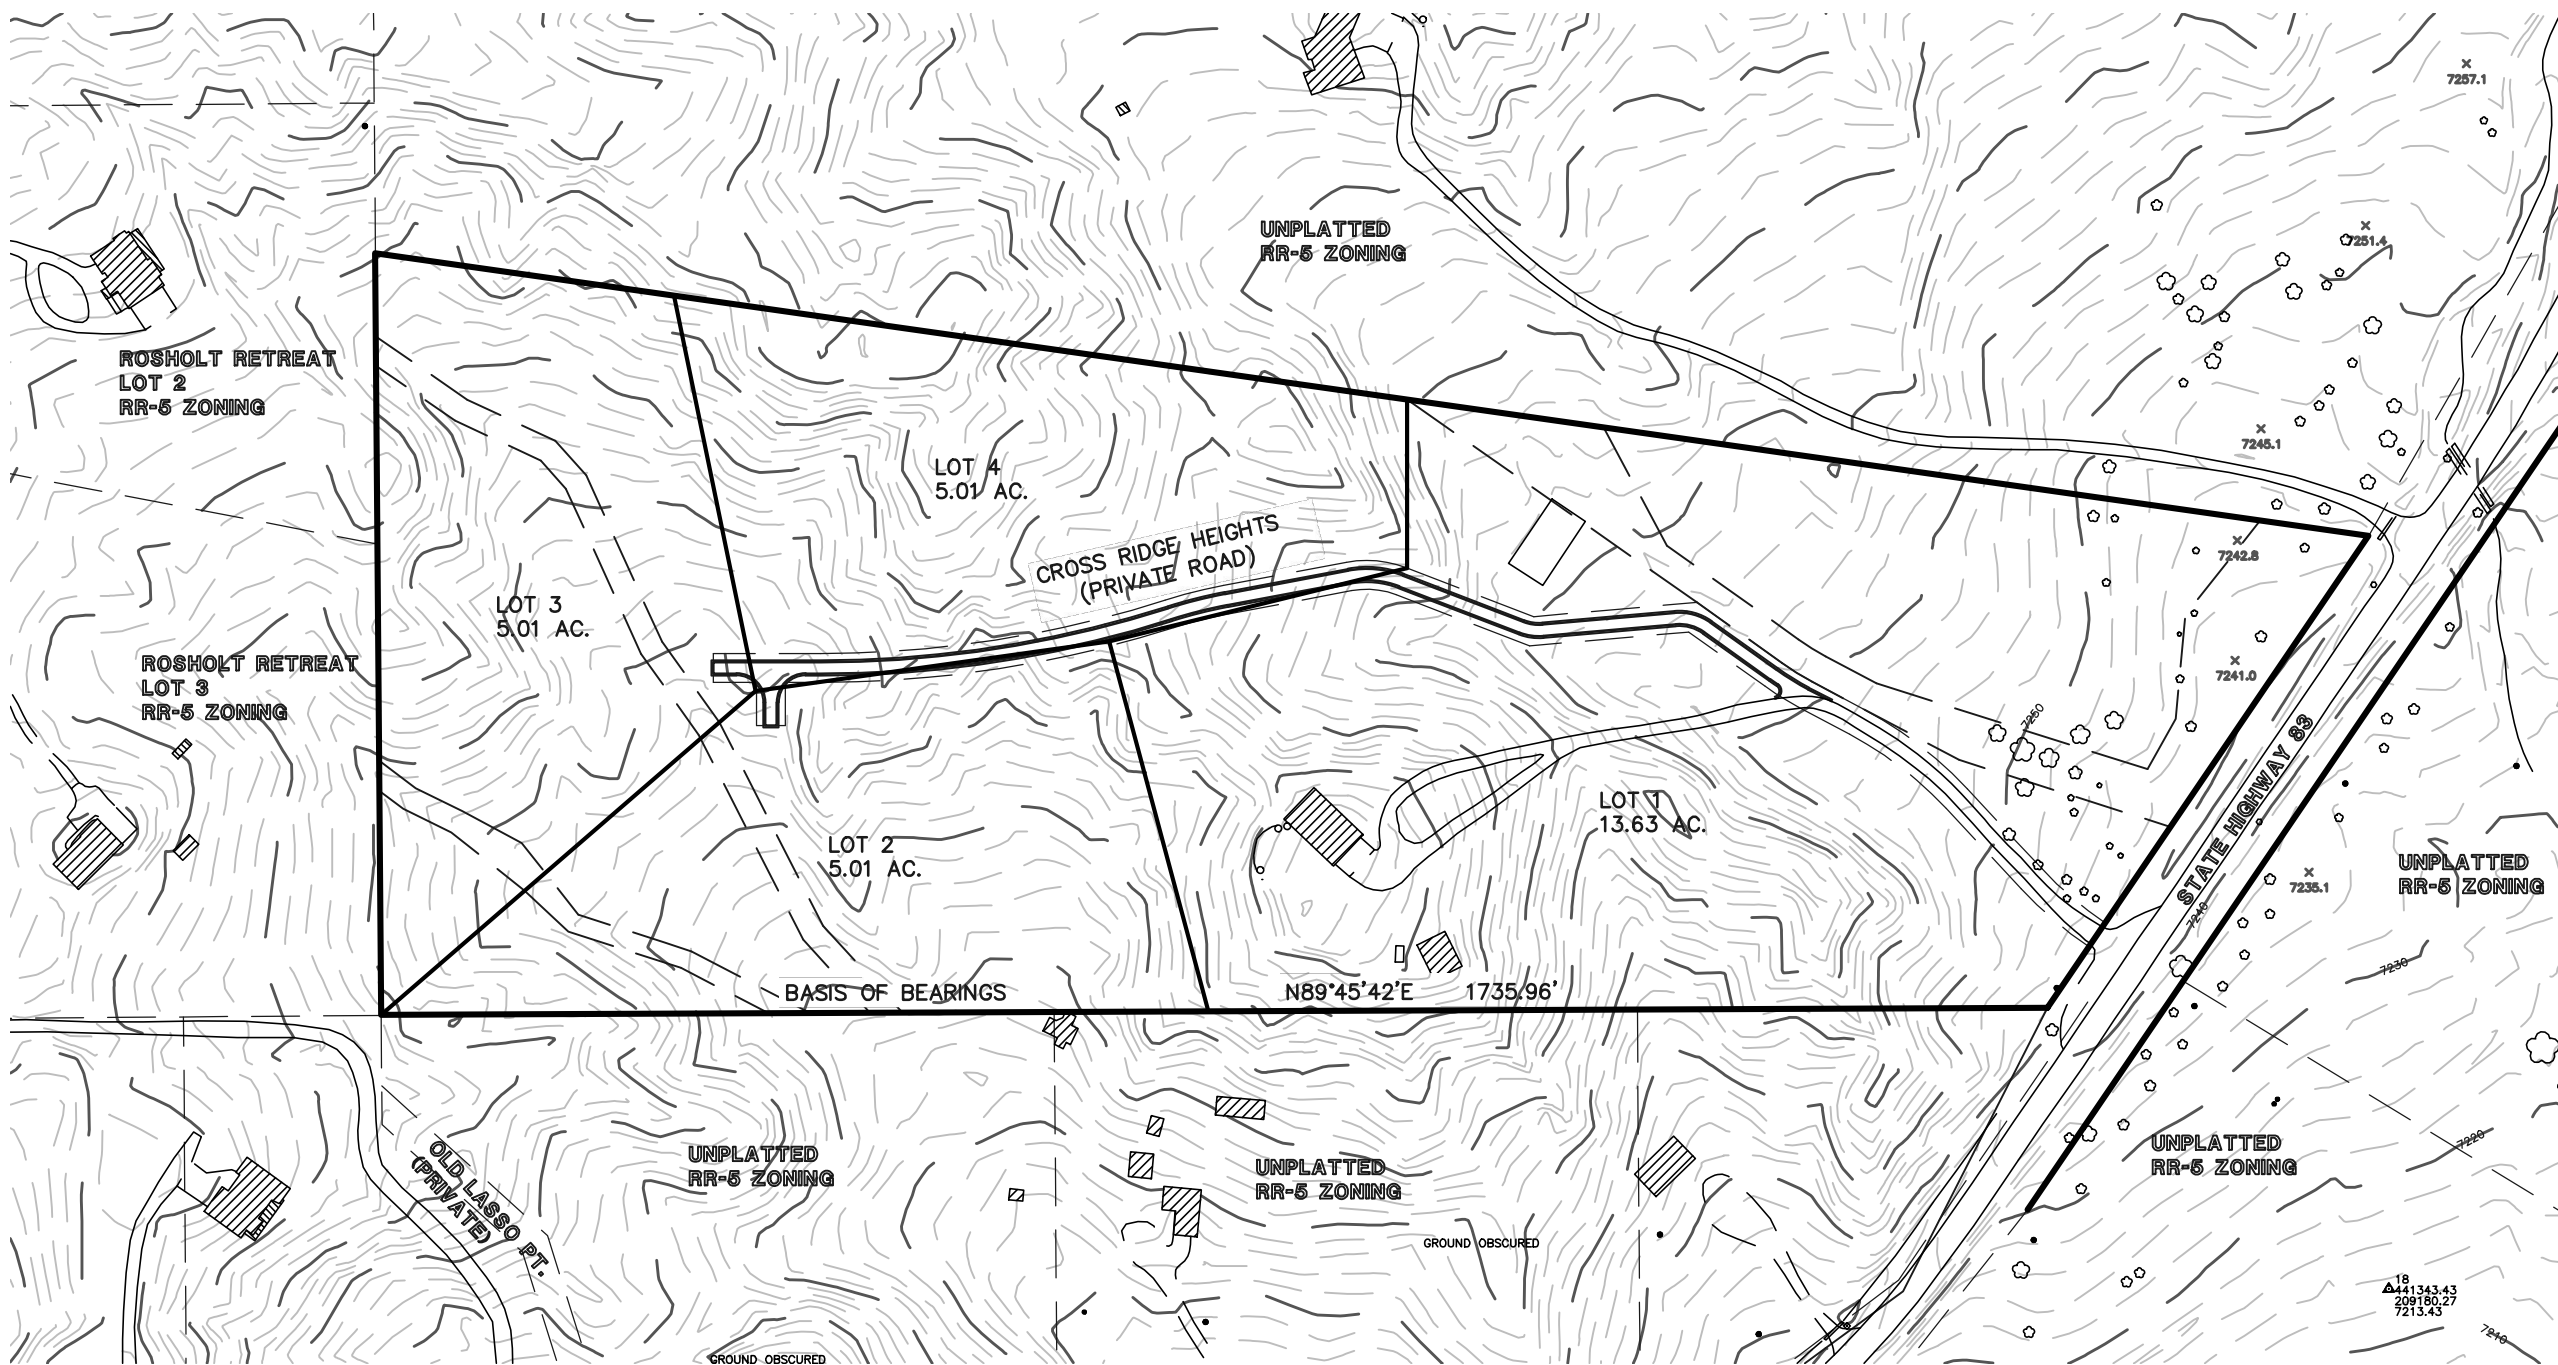 7257.1
UNPLATTED
RR-5 ZONING
7251.4
ROSHOLT RETREAT
LOT 2
RR-5 ZONING
7245.1
LOT 4
5.01 AC.
CROSS RIDGE HEIGHTS
(PRIVATE ROAD)
7242.8
LOT 3
5.01 AC.
ROSHOLT RETREAT
LOT 3
RR-5 ZONING
7241.0
7250
STATE HIGHWAY 83
LOT 1
13.63 AC.
LOT 2
5.01 AC.
7235.1
UNPLATTED
RR-5 ZONING
7240
7230
BASIS OF BEARINGS
N89°45'42'E 1735.96'
OLD LASSO PT.
(PRIVATE)
UNPLATTED
RR-5 ZONING
UNPLATTED
RR-5 ZONING
UNPLATTED
RR-5 ZONING
7220
GROUND OBSCURED
18
441343.43
209180.27
7213.43
7210
GROUND OBSCURED